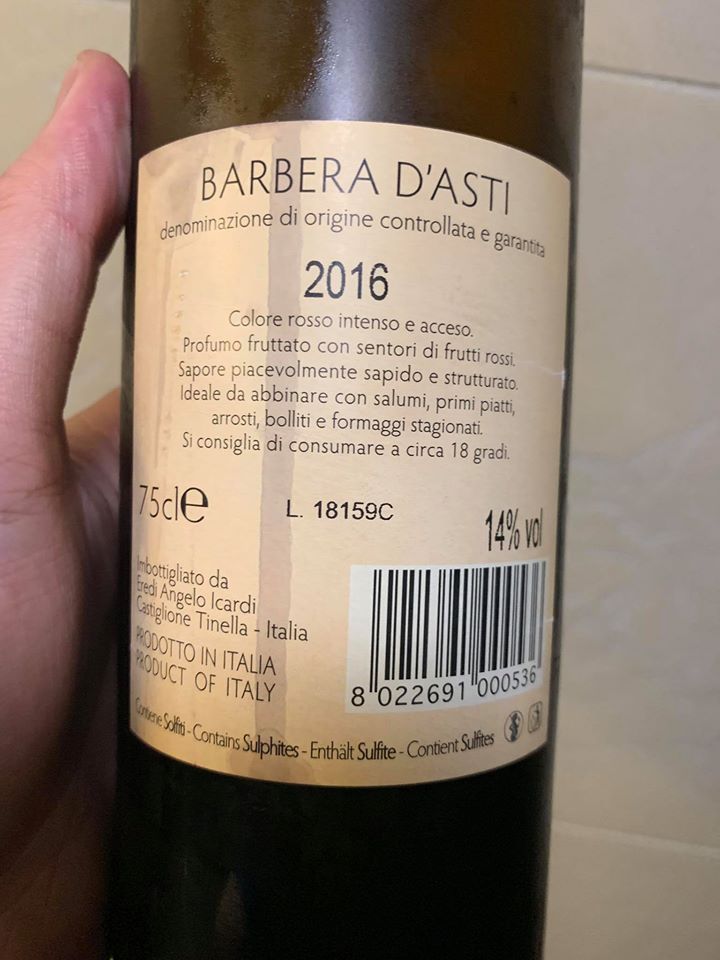 BARBERA D'ASTI
denominazione di origine controllata e garantita
2016
Colore rosso intenso e acceso.
Profumo fruttato con sentori di frutti rossi.
Sapore piacevolmente sapido e strutturato.
Ideale da abbinare con salumi, primi piatti,
arrosti, bolliti e formaggi stagionati.
Si consiglia di consumare a circa 18 gradi.
75cl e
L. 18159C
14% vol
Imbottigliato da
Eredi Angelo Icardi
Castiglione Tinella - Italia
PRODOTTO IN ITALIA
PRODUCT OF ITALY
8 022691 000536
Contiene Solfiti - Contains Sulphites - Enthält Sulfite - Contient Sulfites